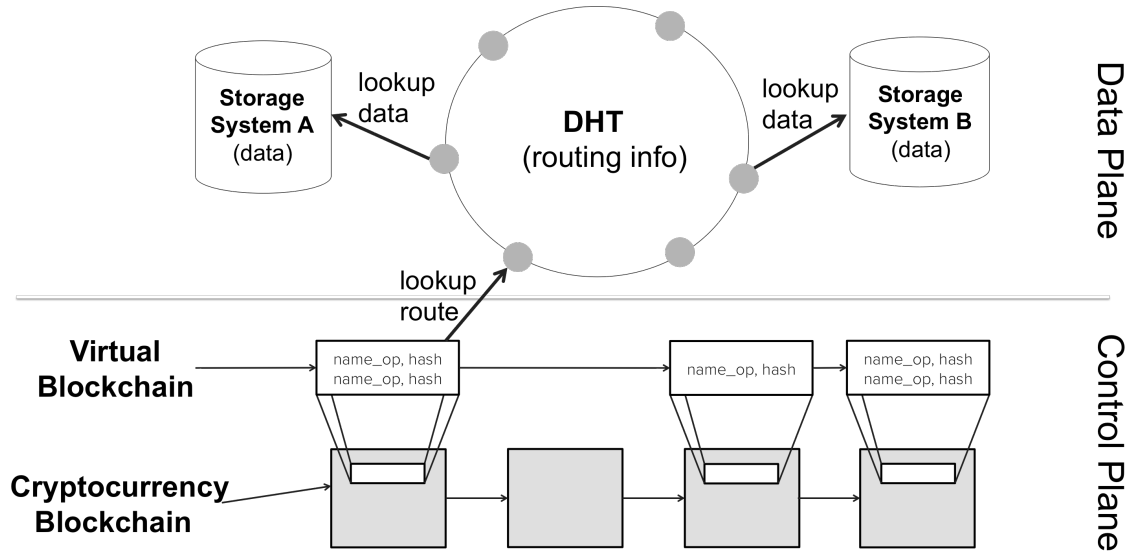 Storage
System A
(data)
lookup
data
DHT
(routing info)
lookup
data
Storage
System B
(data)
Data Plane
lookup
route
Virtual
Blockchain
name_op, hash
name_op, hash
name_op, hash
name_op, hash
name_op, hash
Control Plane
Cryptocurrency
Blockchain